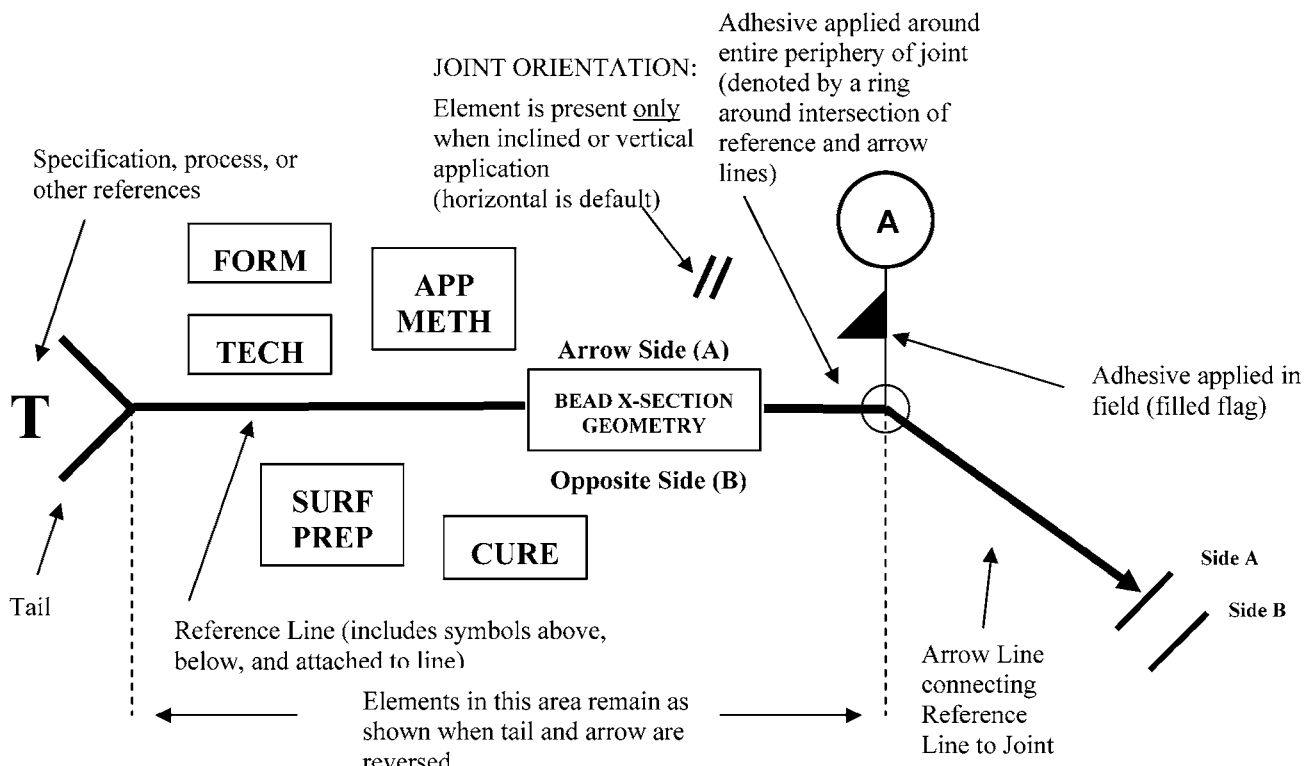 Adhesive applied around
entire periphery of joint
(denoted by a ring
around intersection of
reference and arrow
lines)
JOINT ORIENTATION:
Element is present only
when inclined or vertical
application
(horizontal is default)
Specification, process, or
other references
A
FORM
APP
METH
TECH
Arrow Side (A)
Adhesive applied in
field (filled flag)
T
BEAD X-SECTION
GEOMETRY
Opposite Side (B)
SURF
PREP
CURE
Side A
Side B
Tail
Reference Line (includes symbols above,
below, and attached to line)
Arrow Line
connecting
Reference
Line to Joint
Elements in this area remain as
shown when tail and arrow are
reversed